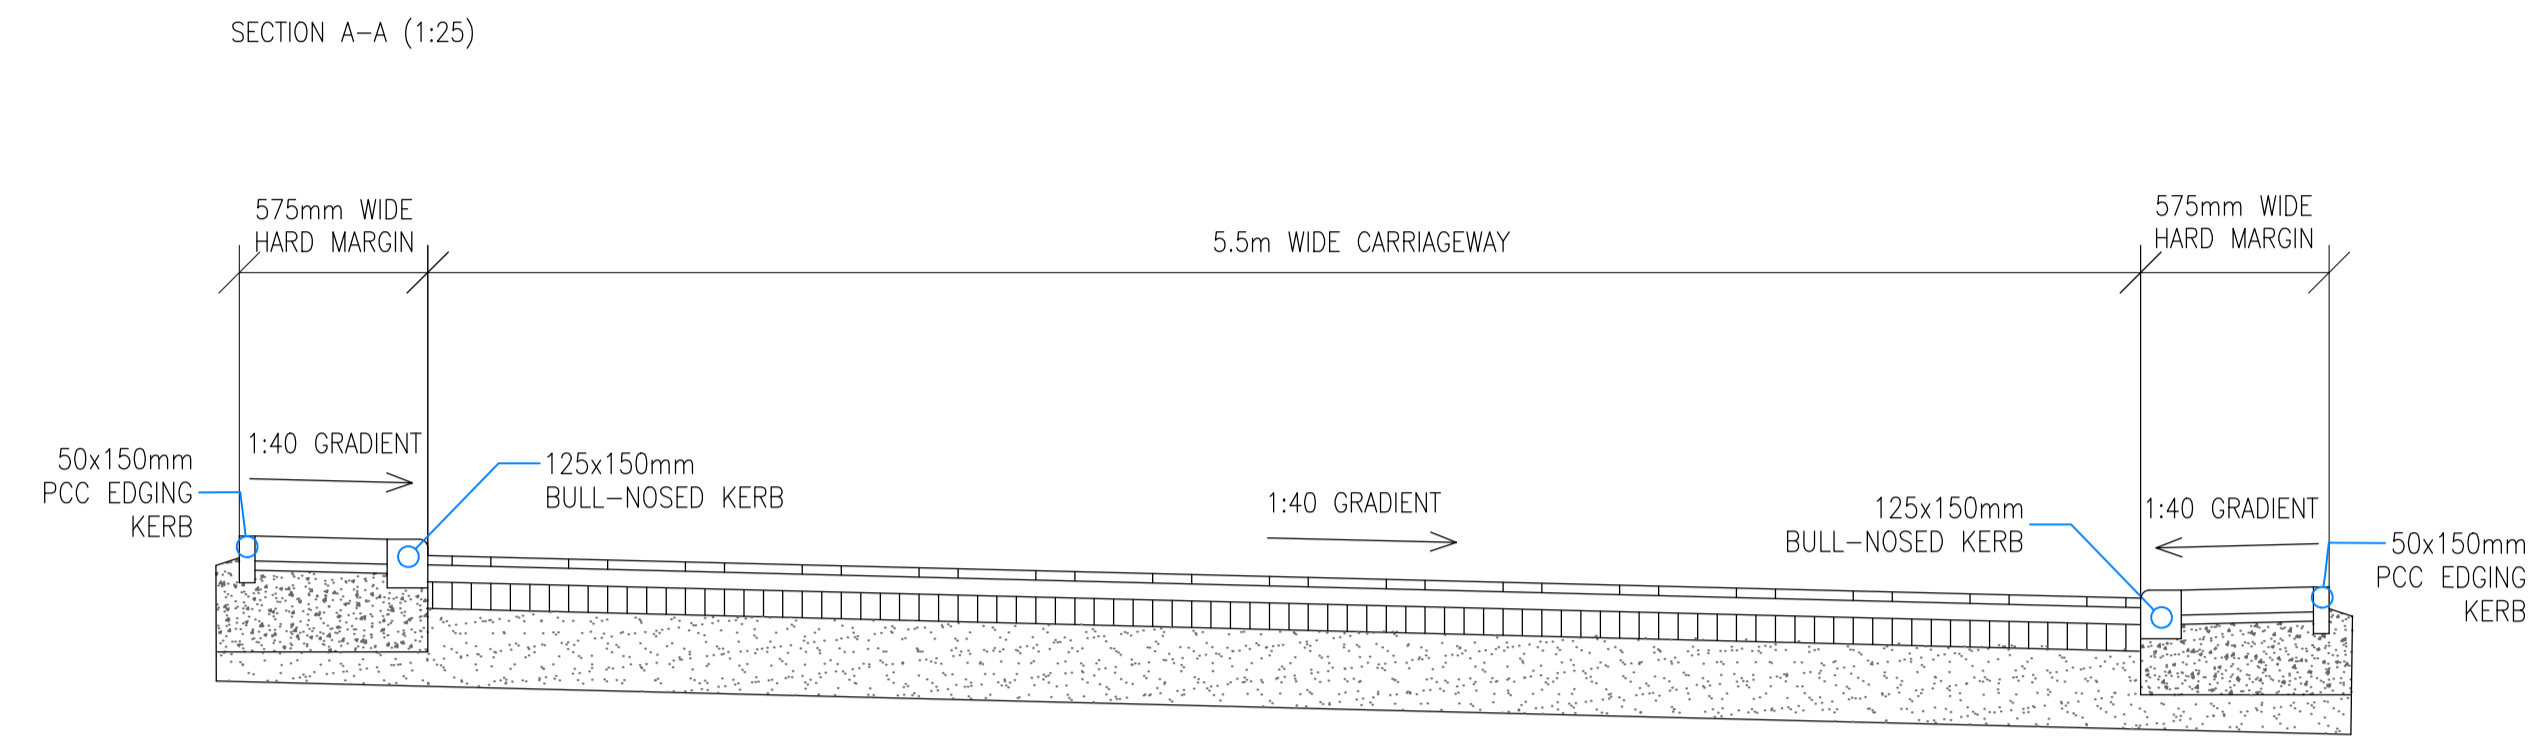 SECTION A-A (1:25)
575mm WIDE
HARD MARGIN
5.5m WIDE CARRIAGEWAY
575mm WIDE
HARD MARGIN
50x150mm
PCC EDGING
KERB
1:40 GRADIENT
125x150mm
BULL-NOSED KERB
1:40 GRADIENT
125x150mm
BULL-NOSED KERB
1:40 GRADIENT
50x150mm
PCC EDGING
KERB